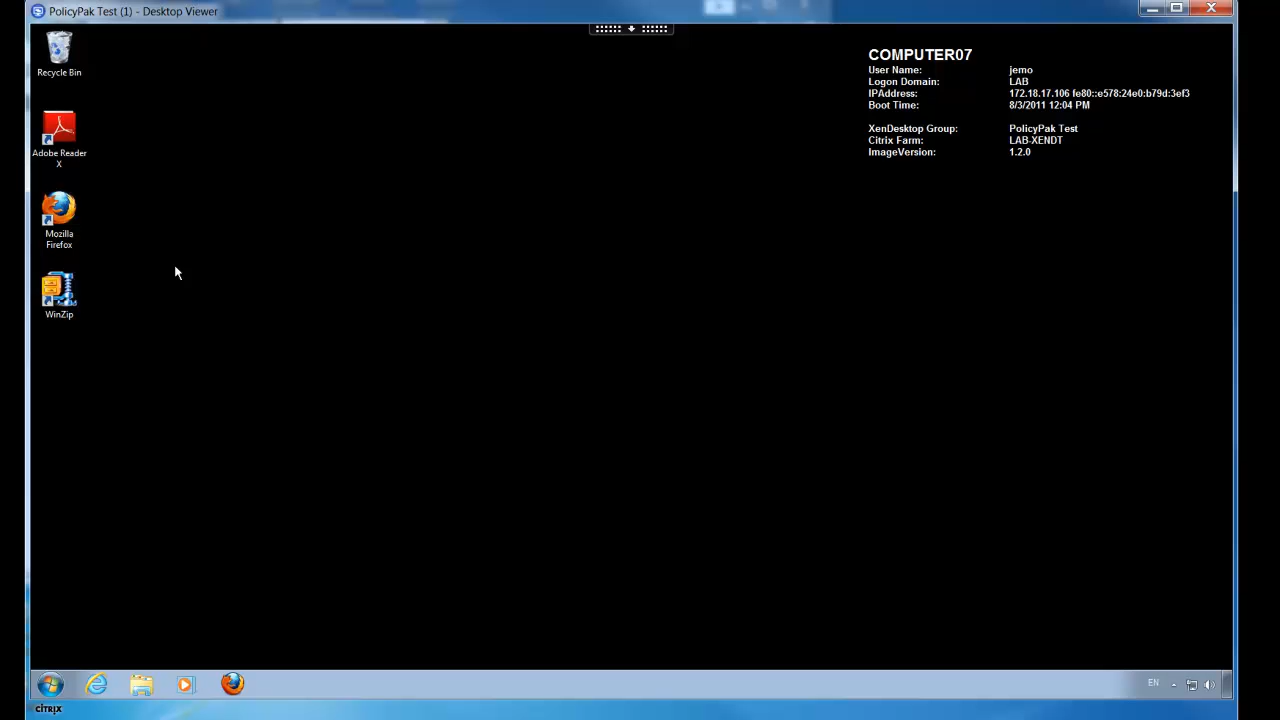 PolicyPak Test (1) - Desktop Viewer
Recycle Bin
Adobe Reader
X
Mozilla
Firefox
WinZip
COMPUTER07
User Name: jemo
Logon Domain: LAB
IPAddress: 172.18.17.106 fe80::e578:24e0:b79d:3ef3
Boot Time: 8/3/2011 12:04 PM
XenDesktop Group: PolicyPak Test
Citrix Farm: LAB-XENDT
ImageVersion: 1.2.0
EN
CITRIX